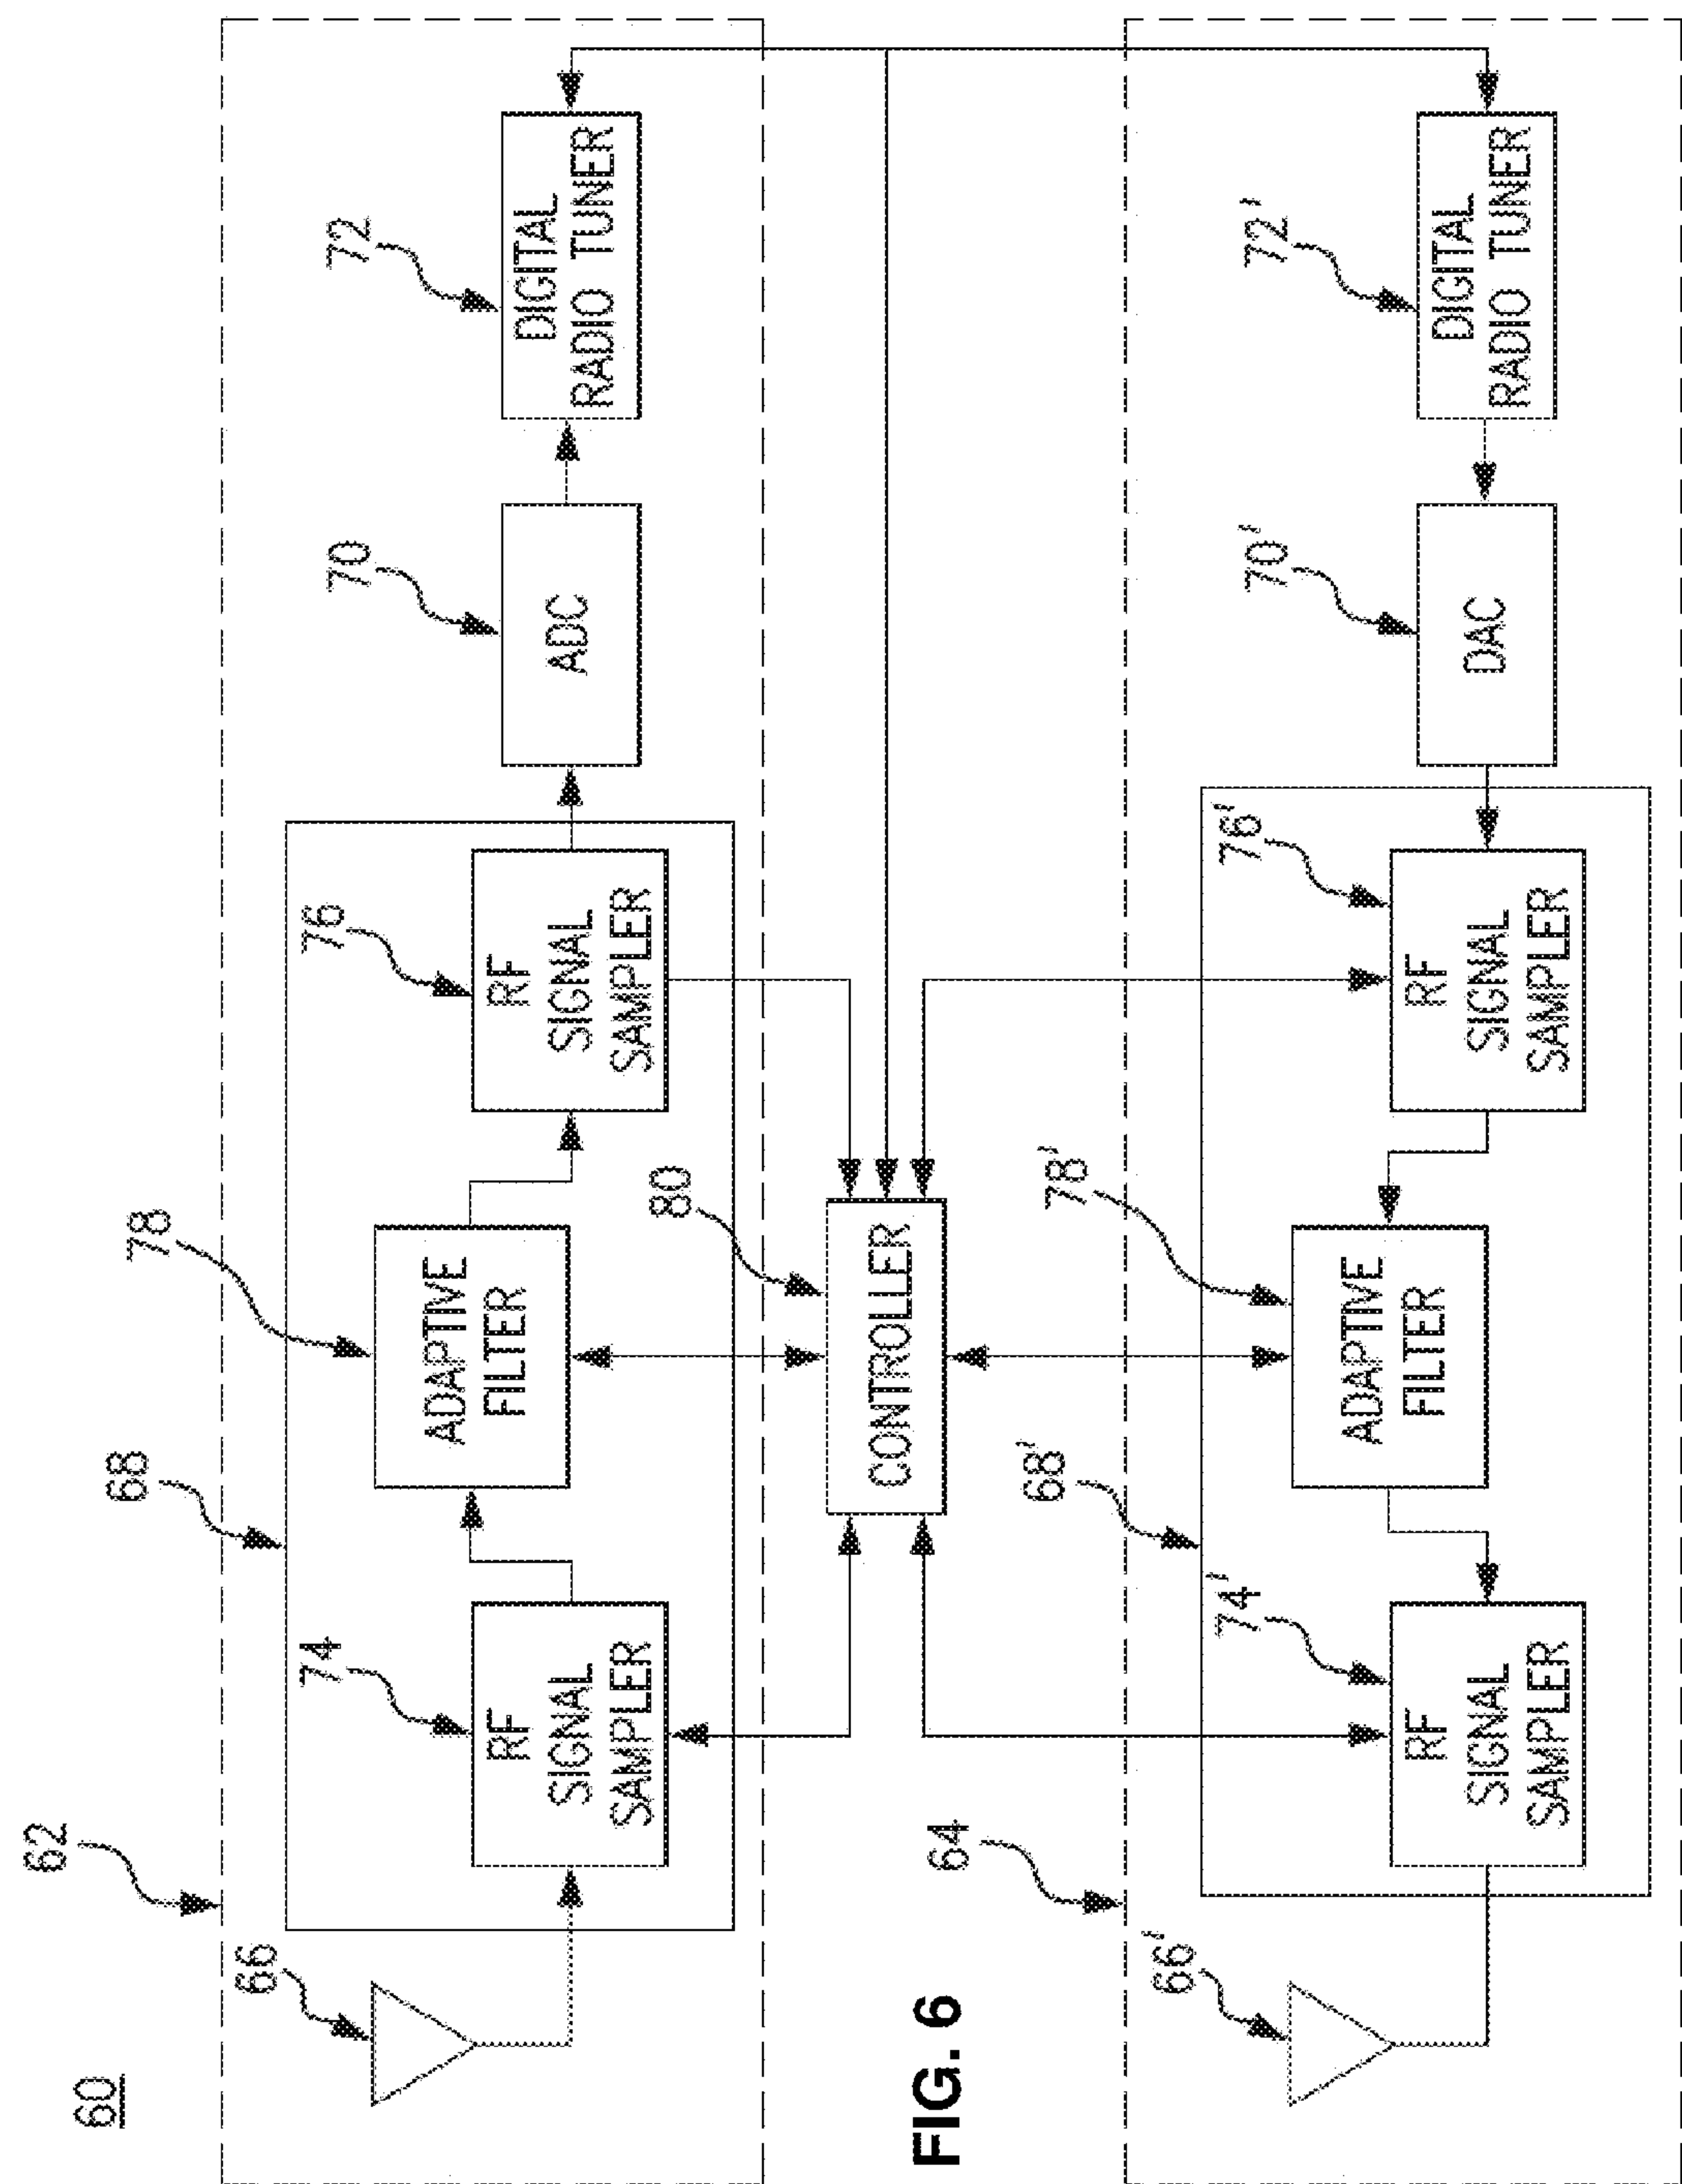 60
62
66
68
74
RF
SIGNAL
SAMPLER
78
ADAPTIVE
FILTER
76
RF
SIGNAL
SAMPLER
70
ADC
72
DIGITAL
RADIO TUNER
80
CONTROLLER
64
66'
68'
74'
RF
SIGNAL
SAMPLER
78'
ADAPTIVE
FILTER
76'
RF
SIGNAL
SAMPLER
70'
DAC
72'
DIGITAL
RADIO TUNER
FIG. 6